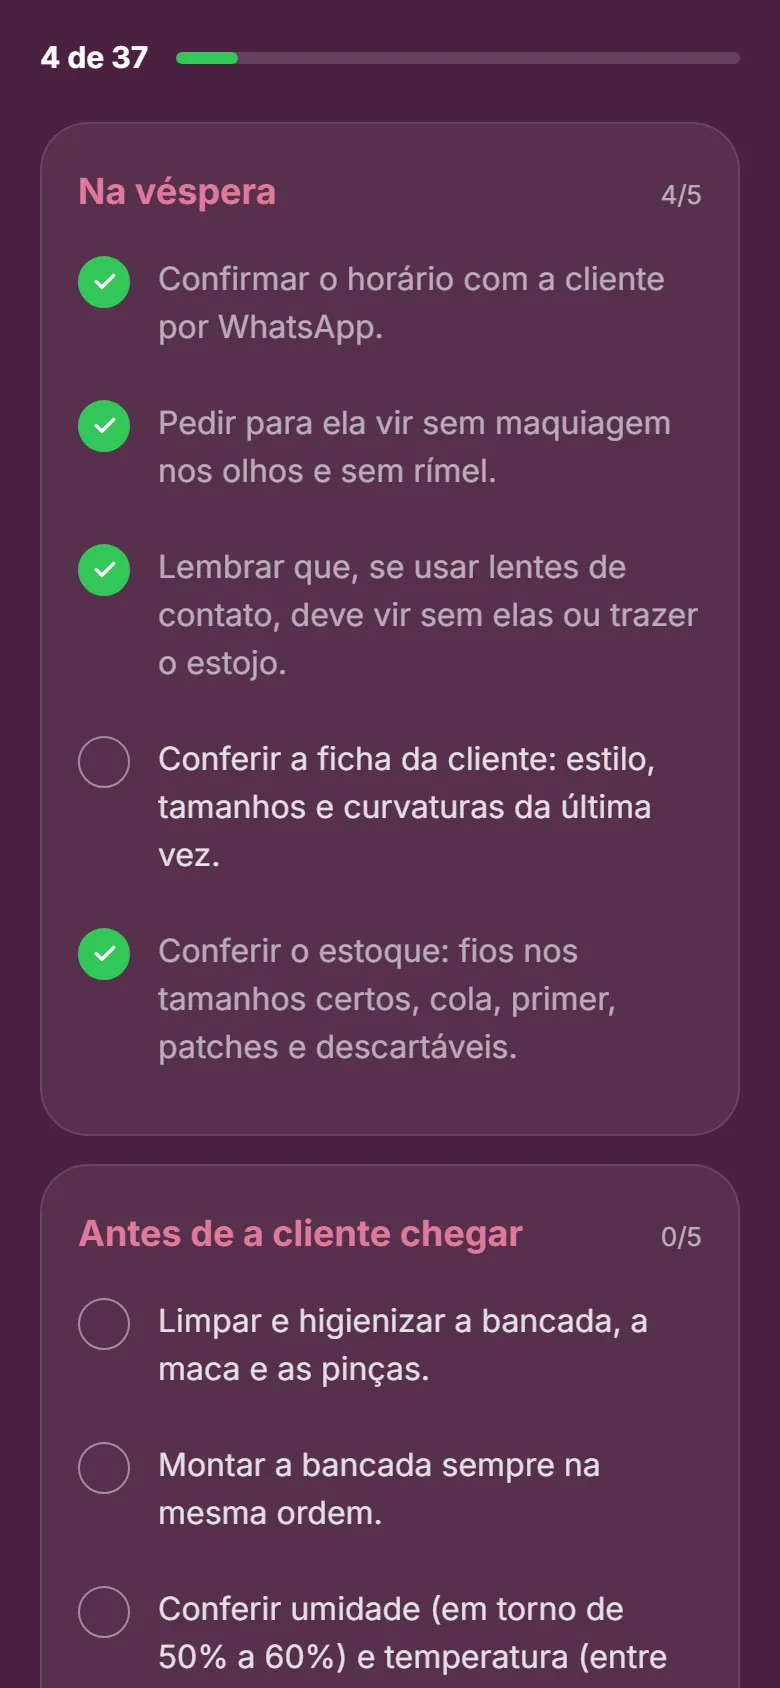 4 de 37
Na véspera
4/5
Confirmar o horário com a cliente
por WhatsApp.
Pedir para ela vir sem maquiagem
nos olhos e sem rímel.
Lembrar que, se usar lentes de
contato, deve vir sem elas ou trazer
o estojo.
Conferir a ficha da cliente: estilo,
tamanhos e curvaturas da última
vez.
Conferir o estoque: fios nos
tamanhos certos, cola, primer,
patches e descartáveis.
Antes de a cliente chegar
0/5
Limpar e higienizar a bancada, a
maca e as pinças.
Montar a bancada sempre na
mesma ordem.
Conferir umidade (em torno de
50% a 60%) e temperatura (entre